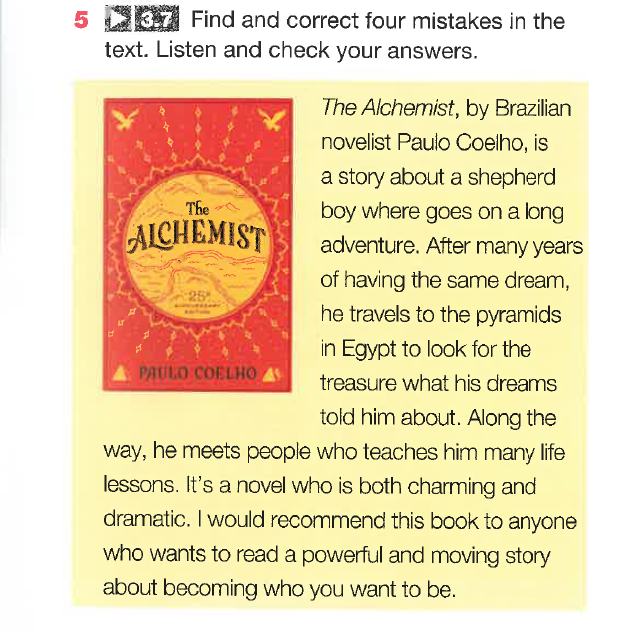 5 3.7 Find and correct four mistakes in the
text. Listen and check your answers.
The
ALCHEMIST
25th
ANNIVERSARY
EDITION
PAULO COELHO
The Alchemist, by Brazilian
novelist Paulo Coelho, is
a story about a shepherd
boy where goes on a long
adventure. After many years
of having the same dream,
he travels to the pyramids
in Egypt to look for the
treasure what his dreams
told him about. Along the
way, he meets people who teaches him many life
lessons. It's a novel who is both charming and
dramatic. I would recommend this book to anyone
who wants to read a powerful and moving story
about becoming who you want to be.